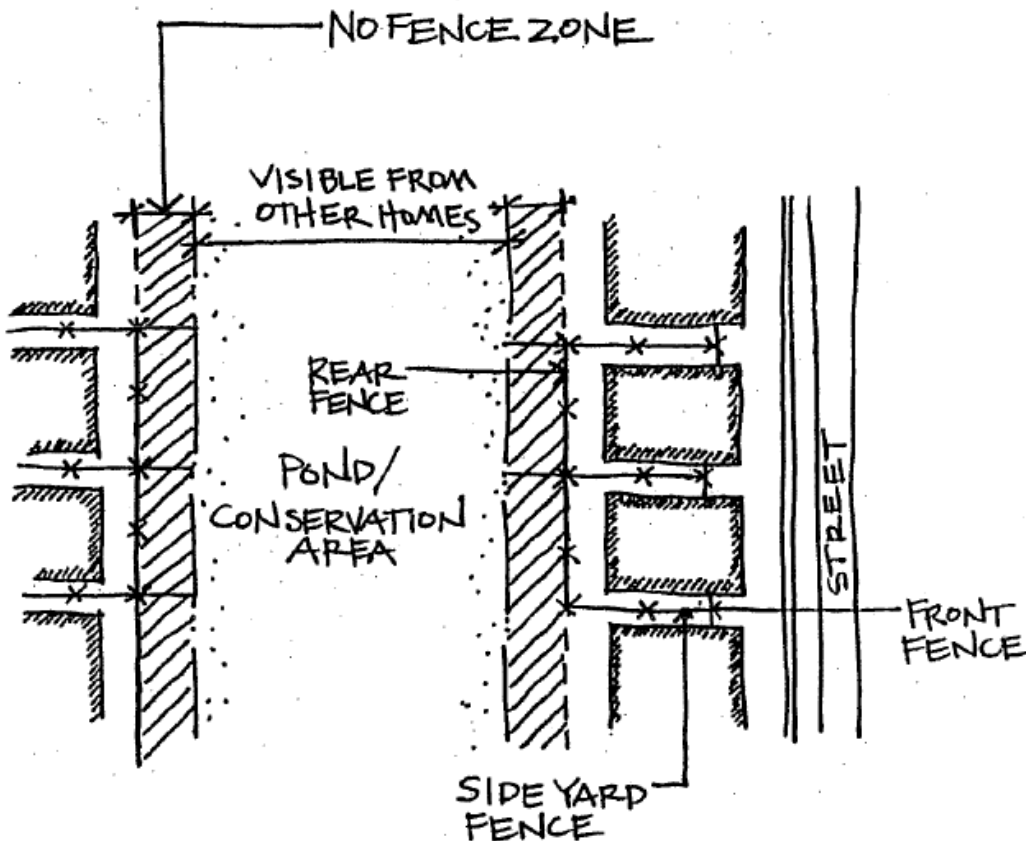 NO FENCE ZONE
VISIBLE FROM
OTHER HOMES
REAR
FENCE
POND/
CONSERVATION
AREA
STREET
FRONT
FENCE
SIDE YARD
FENCE